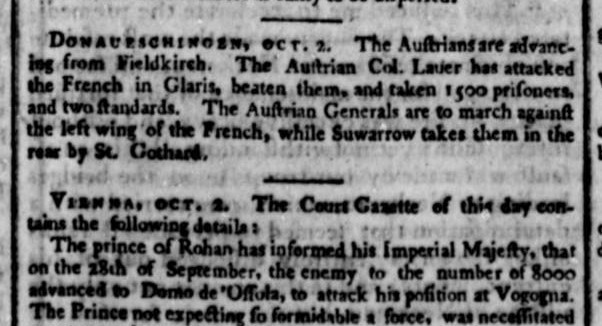 DONAUESCHINGEN, OCT. 2. The Auſtrians are advanc-
ing from Fieldkirch. The Auſtrian Col. Lauer has attacked
the French in Glaris, beaten them, and taken 1500 priſoners,
and two ſtandards. The Auſtrian Generals are to march againſt
the left wing of the French, while Suwarrow takes them in the
rear by St. Gothard.
VIENNA, OCT. 2. The Court Gazette of this day con-
tains the following details:
The prince of Rohan has informed his Imperial Majeſty, that
on the 28th of September, the enemy to the number of 8000
advanced to Domo de'Oſſola, to attack his poſition at Vogogna.
The Prince not expecting ſo formidable a force, was neceſſitated